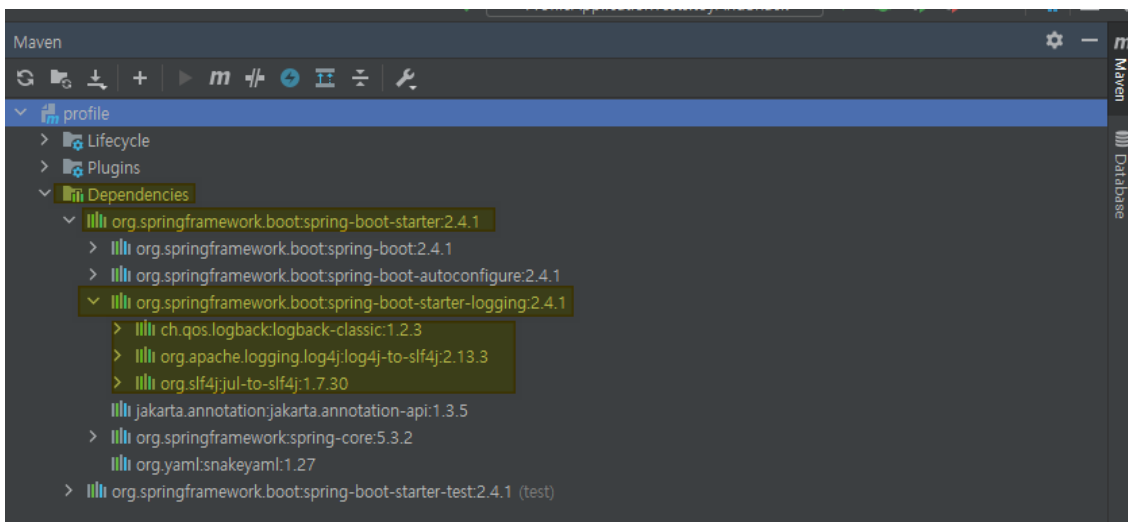 Maven
profile
Lifecycle
Plugins
Dependencies
org.springframework.boot:spring-boot-starter:2.4.1
org.springframework.boot:spring-boot:2.4.1
org.springframework.boot:spring-boot-autoconfigure:2.4.1
org.springframework.boot:spring-boot-starter-logging:2.4.1
ch.qos.logback:logback-classic:1.2.3
org.apache.logging.log4j:log4j-to-slf4j:2.13.3
org.slf4j:jul-to-slf4j:1.7.30
jakarta.annotation:jakarta.annotation-api:1.3.5
org.springframework:spring-core:5.3.2
org.yaml:snakeyaml:1.27
org.springframework.boot:spring-boot-starter-test:2.4.1 (test)
Maven
Database